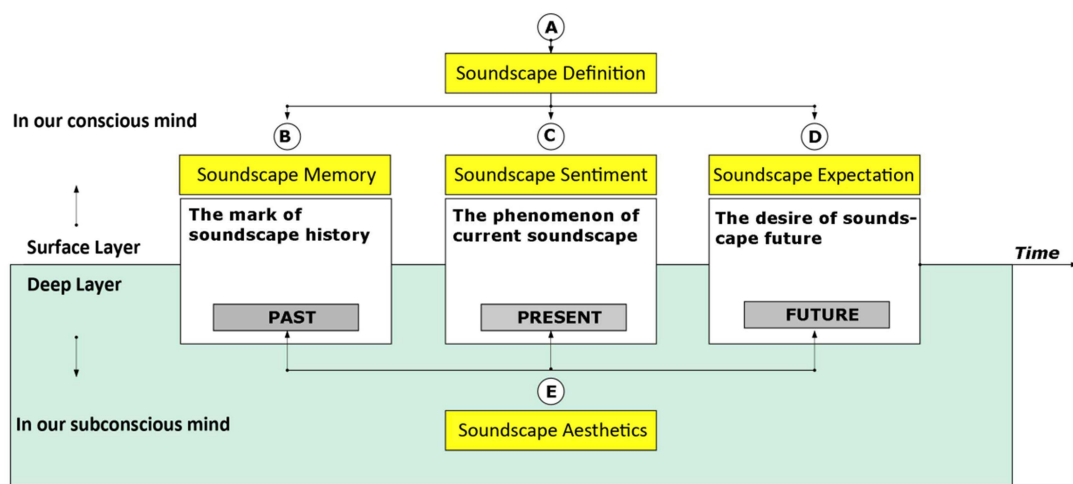 A
Soundscape Definition
In our conscious mind
B
C
D
Soundscape Memory
Soundscape Sentiment
Soundscape Expectation
The mark of
soundscape history
The phenomenon of
current soundscape
The desire of sounds-
cape future
Surface Layer
Time
Deep Layer
PAST
PRESENT
FUTURE
E
In our subconscious mind
Soundscape Aesthetics